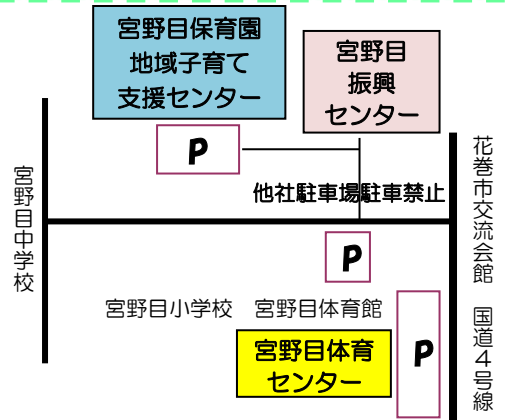 宮野目保育園
地域子育て
支援センター
宮野目
振興
センター
P
他社駐車場駐車禁止
宮野目中学校
花巻市交流会館　国道4号線
P
宮野目小学校　宮野目体育館
宮野目体育
センター
P